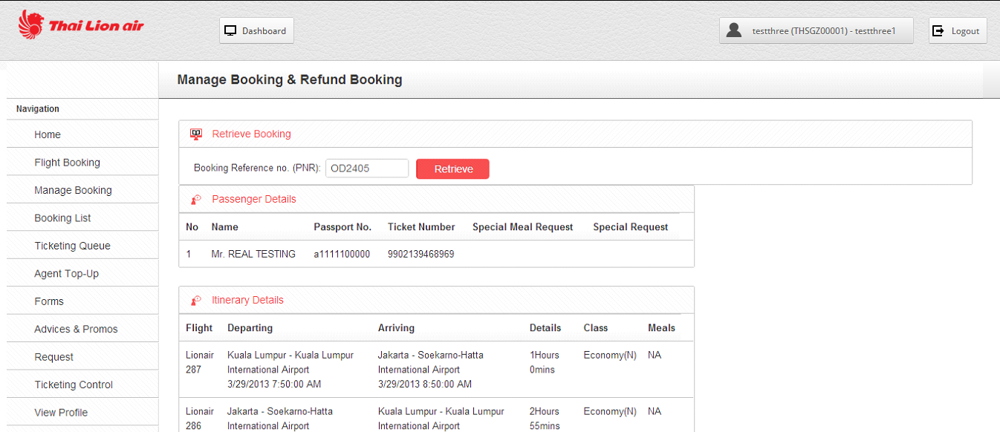 Thai Lion air
Dashboard
testthree (THSGZ00001) - testthree1
Logout
Manage Booking & Refund Booking
Navigation
Home
Flight Booking
Manage Booking
Booking List
Ticketing Queue
Agent Top-Up
Forms
Advices & Promos
Request
Ticketing Control
View Profile
Retrieve Booking
Booking Reference no. (PNR): OD2405 Retrieve
Passenger Details
No Name Passport No. Ticket Number Special Meal Request Special Request
1 Mr. REAL TESTING a1111100000 9902139468969
Itinerary Details
Flight Departing Arriving Details Class Meals
Lionair Kuala Lumpur - Kuala Lumpur Jakarta - Soekarno-Hatta 1Hours Economy(N) NA
287 International Airport International Airport 0mins
3/29/2013 7:50:00 AM 3/29/2013 8:50:00 AM
Lionair Jakarta - Soekarno-Hatta Kuala Lumpur - Kuala Lumpur 2Hours Economy(N) NA
286 International Airport International Airport 55mins